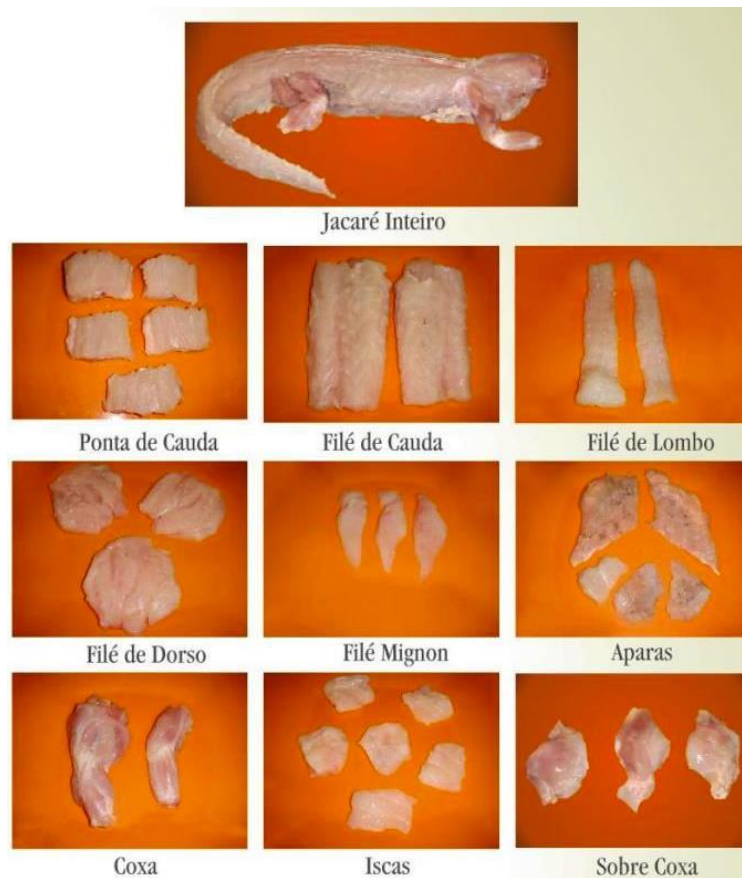 Jacaré Inteiro
Ponta de Cauda
Filé de Cauda
Filé de Lombo
Filé de Dorso
Filé Mignon
Aparas
Coxa
Iscas
Sobre Coxa